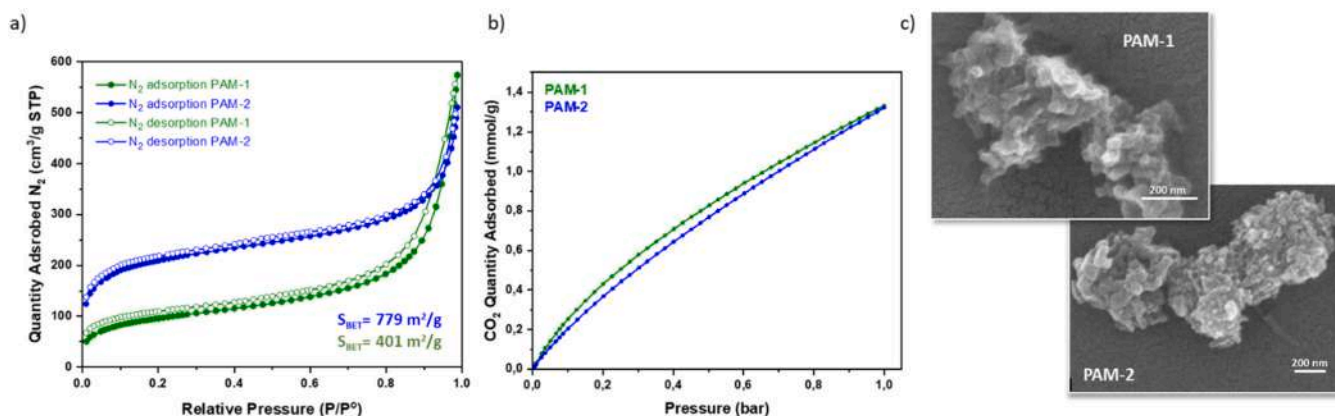 a)
Quantity Adsrobed N₂ (cm³/g STP)
600
500
400
300
200
100
0
N₂ adsorption PAM-1
N₂ adsorption PAM-2
N₂ desorption PAM-1
N₂ desorption PAM-2
S_BET= 779 m²/g
S_BET= 401 m²/g
0.0 0.2 0.4 0.6 0.8 1.0
Relative Pressure (P/P⁰)
b)
CO₂ Quantity Adsorbed (mmol/g)
1,4
1,2
1,0
0,8
0,6
0,4
0,2
0,0
PAM-1
PAM-2
0,0 0,2 0,4 0,6 0,8 1,0
Pressure (bar)
c)
PAM-1
200 nm
PAM-2
200 nm